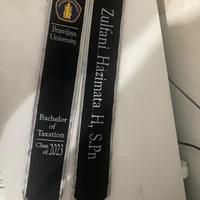 Brawijaya
University
Bachelor
of
Taxation
Class
of 2023
Zulfani Hazimata H, S.Pn